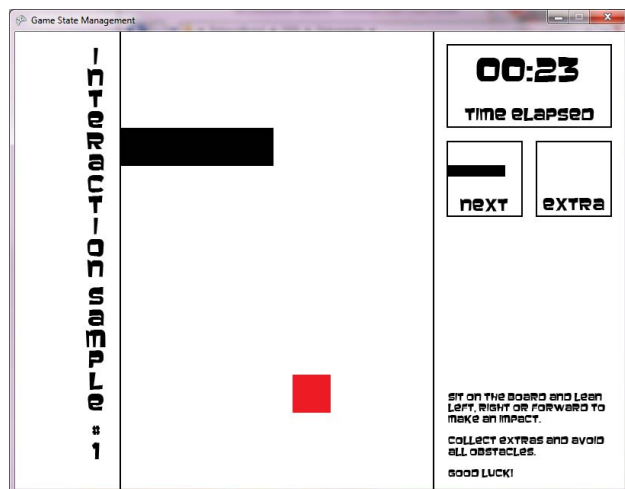 Game State Management
Interaction Sample #1
00:23
Time Elapsed
Next
Extra
Sit on the board and lean
left, right or forward to
make an impact.
Collect extras and avoid
all obstacles.
Good luck!